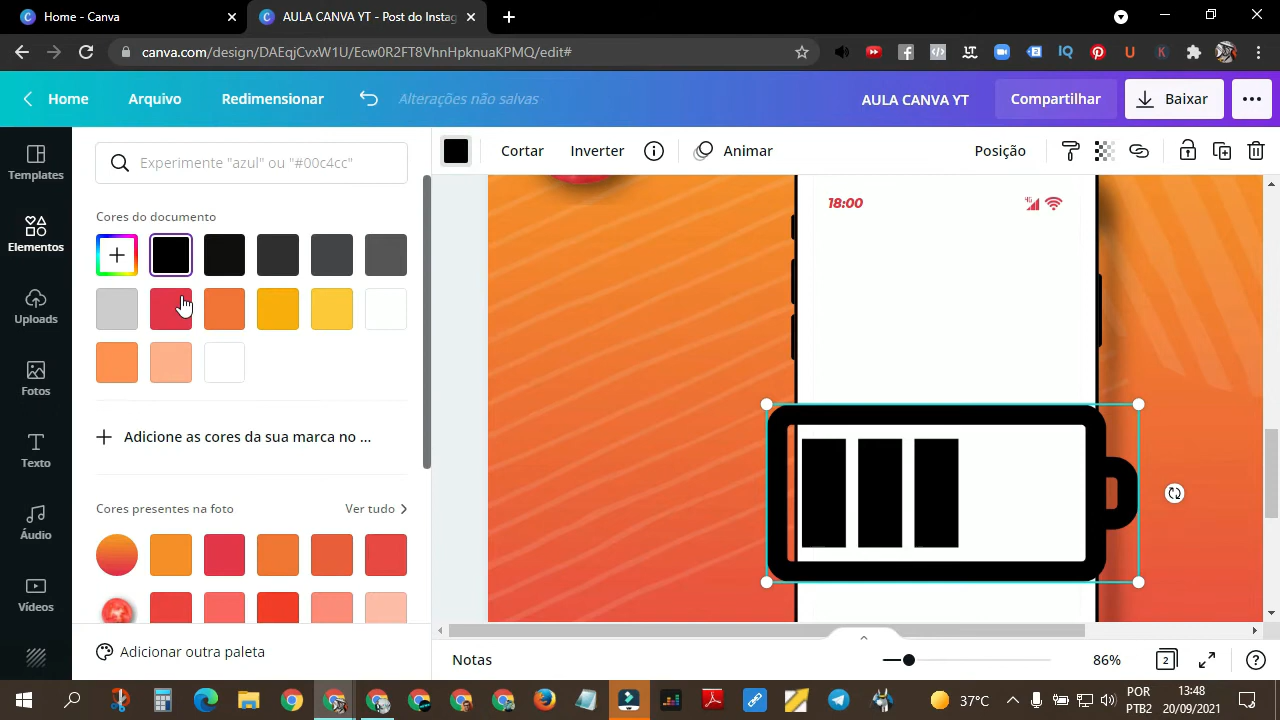 Home - Canva
AULA CANVA YT - Post do Instag
canva.com/design/DAEqjCvxW1U/Ecw0R2FT8VhnHpknuaKPMQ/edit#
Home
Arquivo
Redimensionar
Alterações não salvas
AULA CANVA YT
Compartilhar
Baixar
Templates
Elementos
Uploads
Fotos
Texto
Áudio
Vídeos
Experimente "azul" ou "#00c4cc"
Cores do documento
Adicione as cores da sua marca no ...
Cores presentes na foto
Ver tudo
Adicionar outra paleta
Cortar
Inverter
Animar
Posição
18:00
4G
Notas
86%
2
37°C
POR
PTB2
13:48
20/09/2021